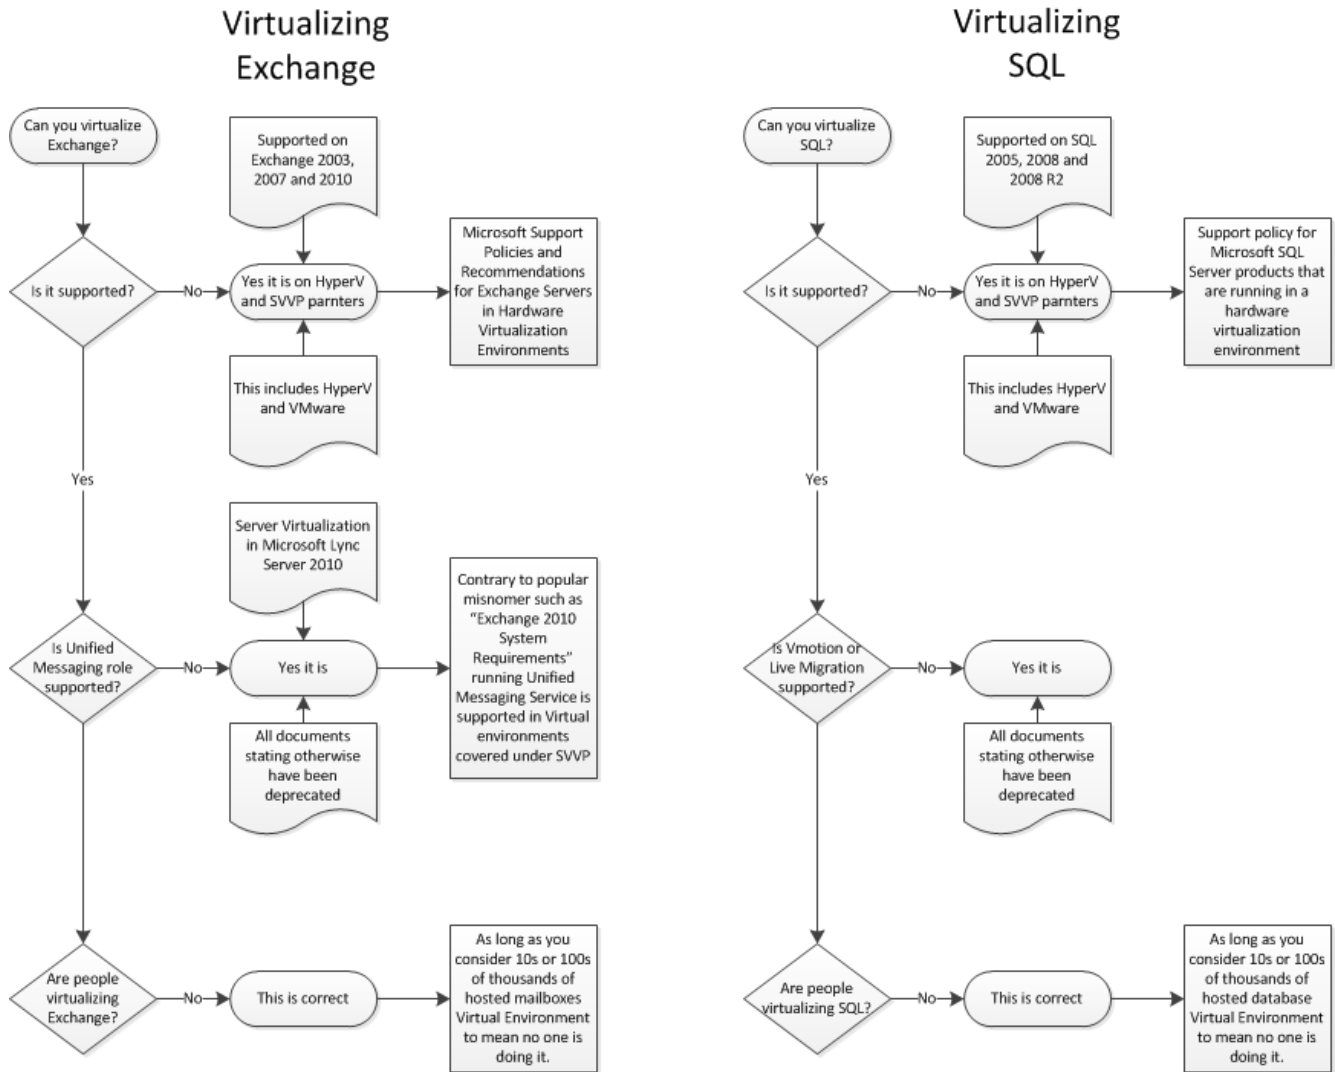 Virtualizing
Exchange
Can you virtualize
Exchange?
Supported on
Exchange 2003,
2007 and 2010
Is it supported?
No
Yes it is on HyperV
and SVVP parnters
Microsoft Support
Policies and
Recommendations
for Exchange Servers
in Hardware
Virtualization
Environments
This includes HyperV
and VMware
Yes
Server Virtualization
in Microsoft Lync
Server 2010
Is Unified
Messaging role
supported?
No
Yes it is
Contrary to popular
misnomer such as
“Exchange 2010
System
Requirements”
running Unified
Messaging Service is
supported in Virtual
environments
covered under SVVP
All documents
stating otherwise
have been
deprecated
Are people
virtualizing
Exchange?
No
This is correct
As long as you
consider 10s or 100s
of thousands of
hosted mailboxes
Virtual Environment
to mean no one is
doing it.
Virtualizing
SQL
Can you virtualize
SQL?
Supported on SQL
2005, 2008 and
2008 R2
Is it supported?
No
Yes it is on HyperV
and SVVP parnters
Support policy for
Microsoft SQL
Server products that
are running in a
hardware
virtualization
environment
This includes HyperV
and VMware
Yes
Is Vmotion or
Live Migration
supported?
No
Yes it is
All documents
stating otherwise
have been
deprecated
Are people
virtualizing SQL?
No
This is correct
As long as you
consider 10s or 100s
of thousands of
hosted database
Virtual Environment
to mean no one is
doing it.